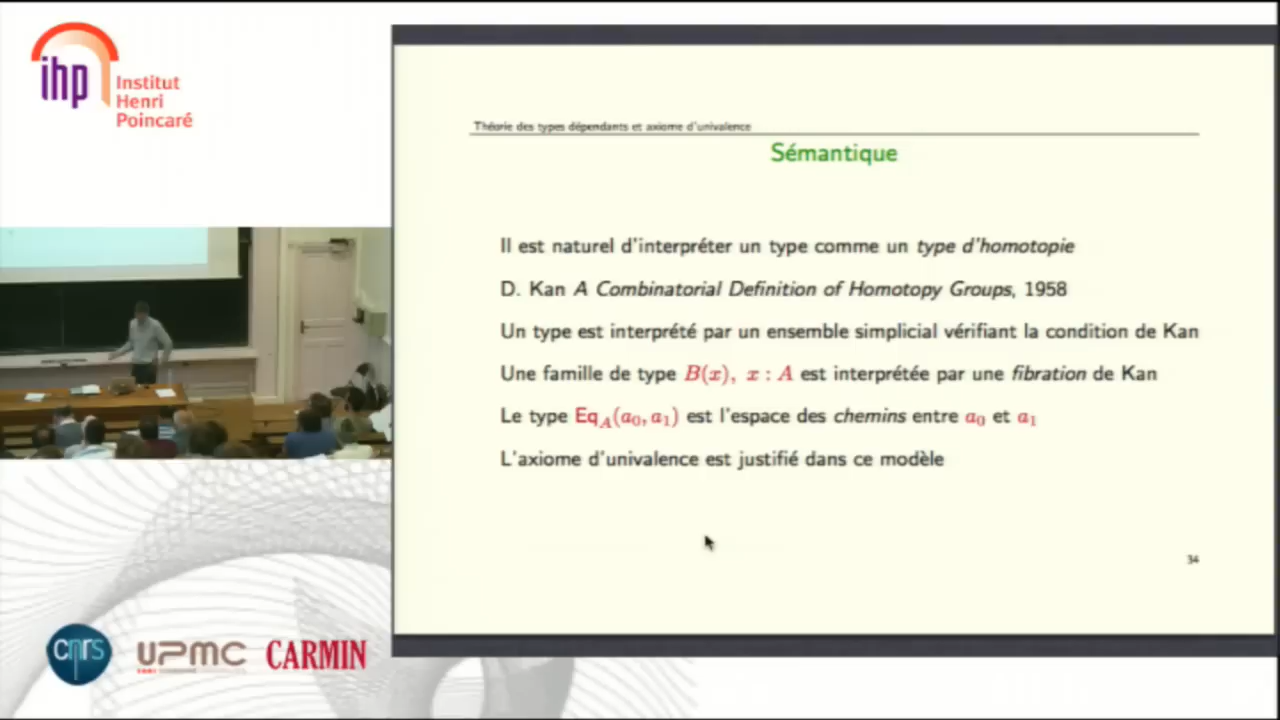 ihp
Institut
Henri
Poincaré
Théorie des types dépendants et axiome d'univalence
Sémantique
Il est naturel d'interpréter un type comme un type d'homotopie
D. Kan A Combinatorial Definition of Homotopy Groups, 1958
Un type est interprété par un ensemble simplicial vérifiant la condition de Kan
Une famille de type B(x), x : A est interprétée par une fibration de Kan
Le type Eq_A(a_0, a_1) est l'espace des chemins entre a_0 et a_1
L'axiome d'univalence est justifié dans ce modèle
34
cnrs
UPMC
CARMIN